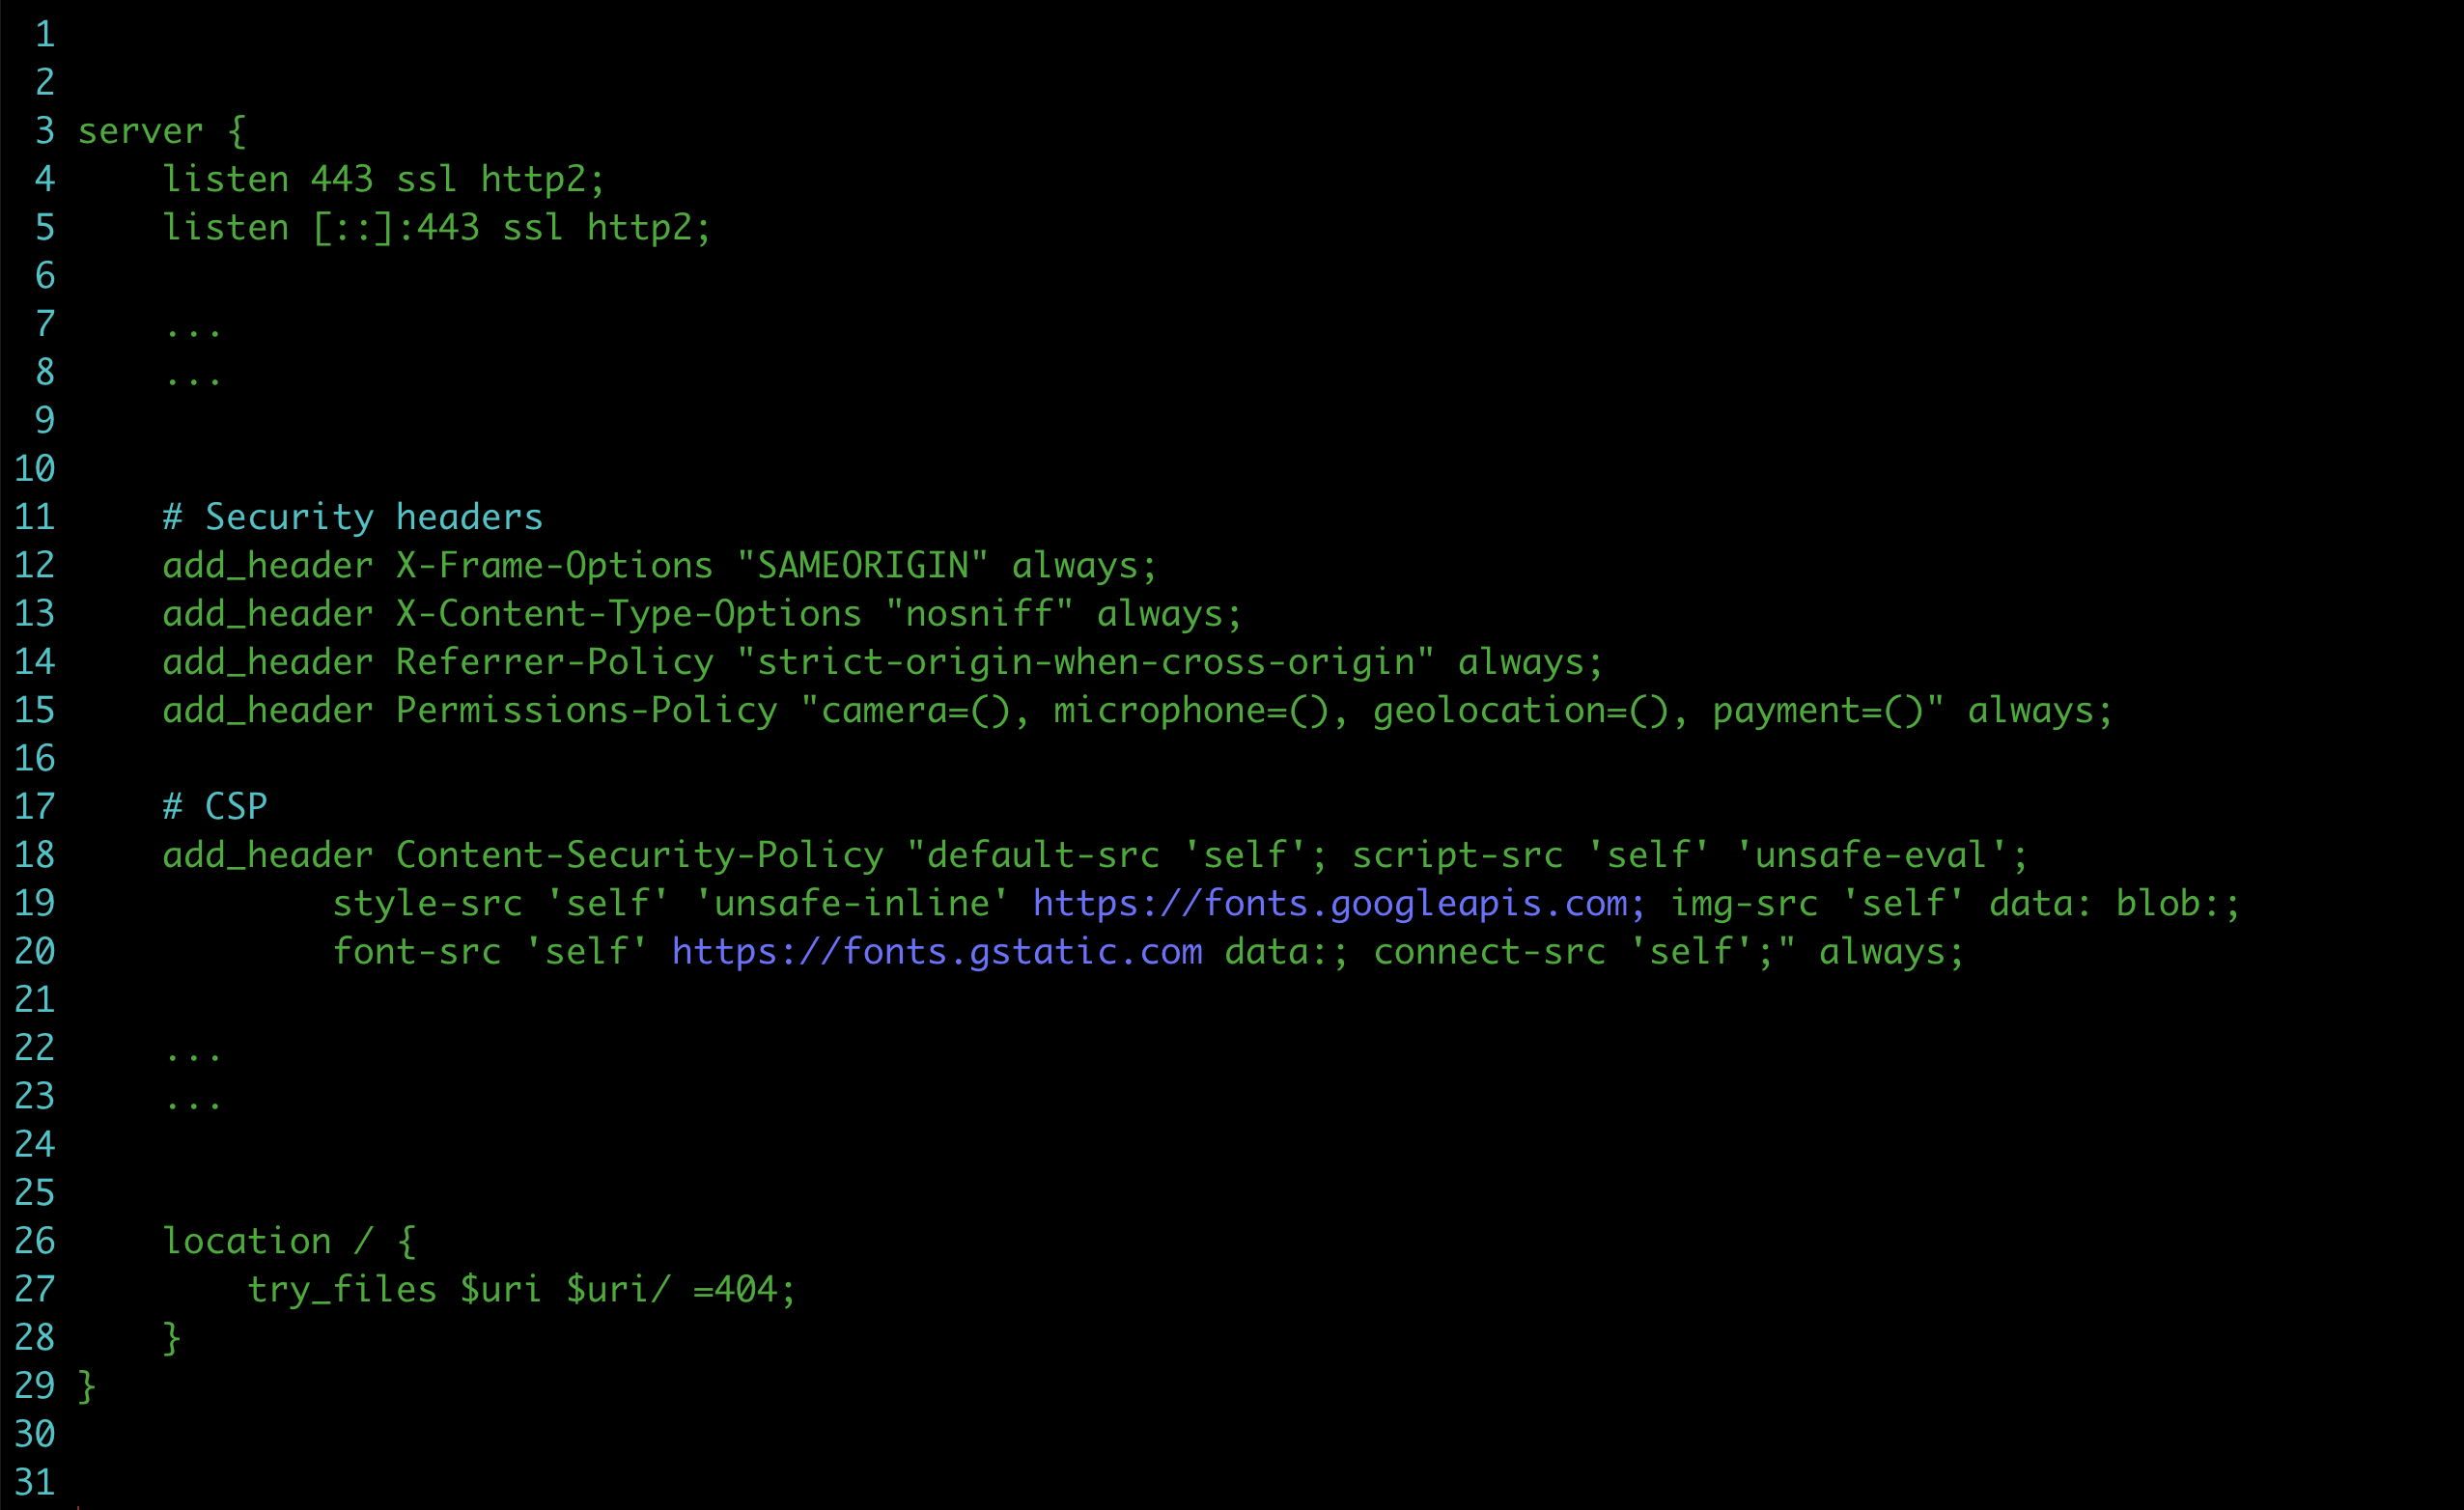 1
2
3 server {
4     listen 443 ssl http2;
5     listen [::]:443 ssl http2;
6
7     ...
8     ...
9
10
11     # Security headers
12     add_header X-Frame-Options "SAMEORIGIN" always;
13     add_header X-Content-Type-Options "nosniff" always;
14     add_header Referrer-Policy "strict-origin-when-cross-origin" always;
15     add_header Permissions-Policy "camera=(), microphone=(), geolocation=(), payment=()" always;
16
17     # CSP
18     add_header Content-Security-Policy "default-src 'self'; script-src 'self' 'unsafe-eval';
19             style-src 'self' 'unsafe-inline' https://fonts.googleapis.com; img-src 'self' data: blob:;
20             font-src 'self' https://fonts.gstatic.com data:; connect-src 'self';" always;
21
22     ...
23     ...
24
25
26     location / {
27         try_files $uri $uri/ =404;
28     }
29 }
30
31